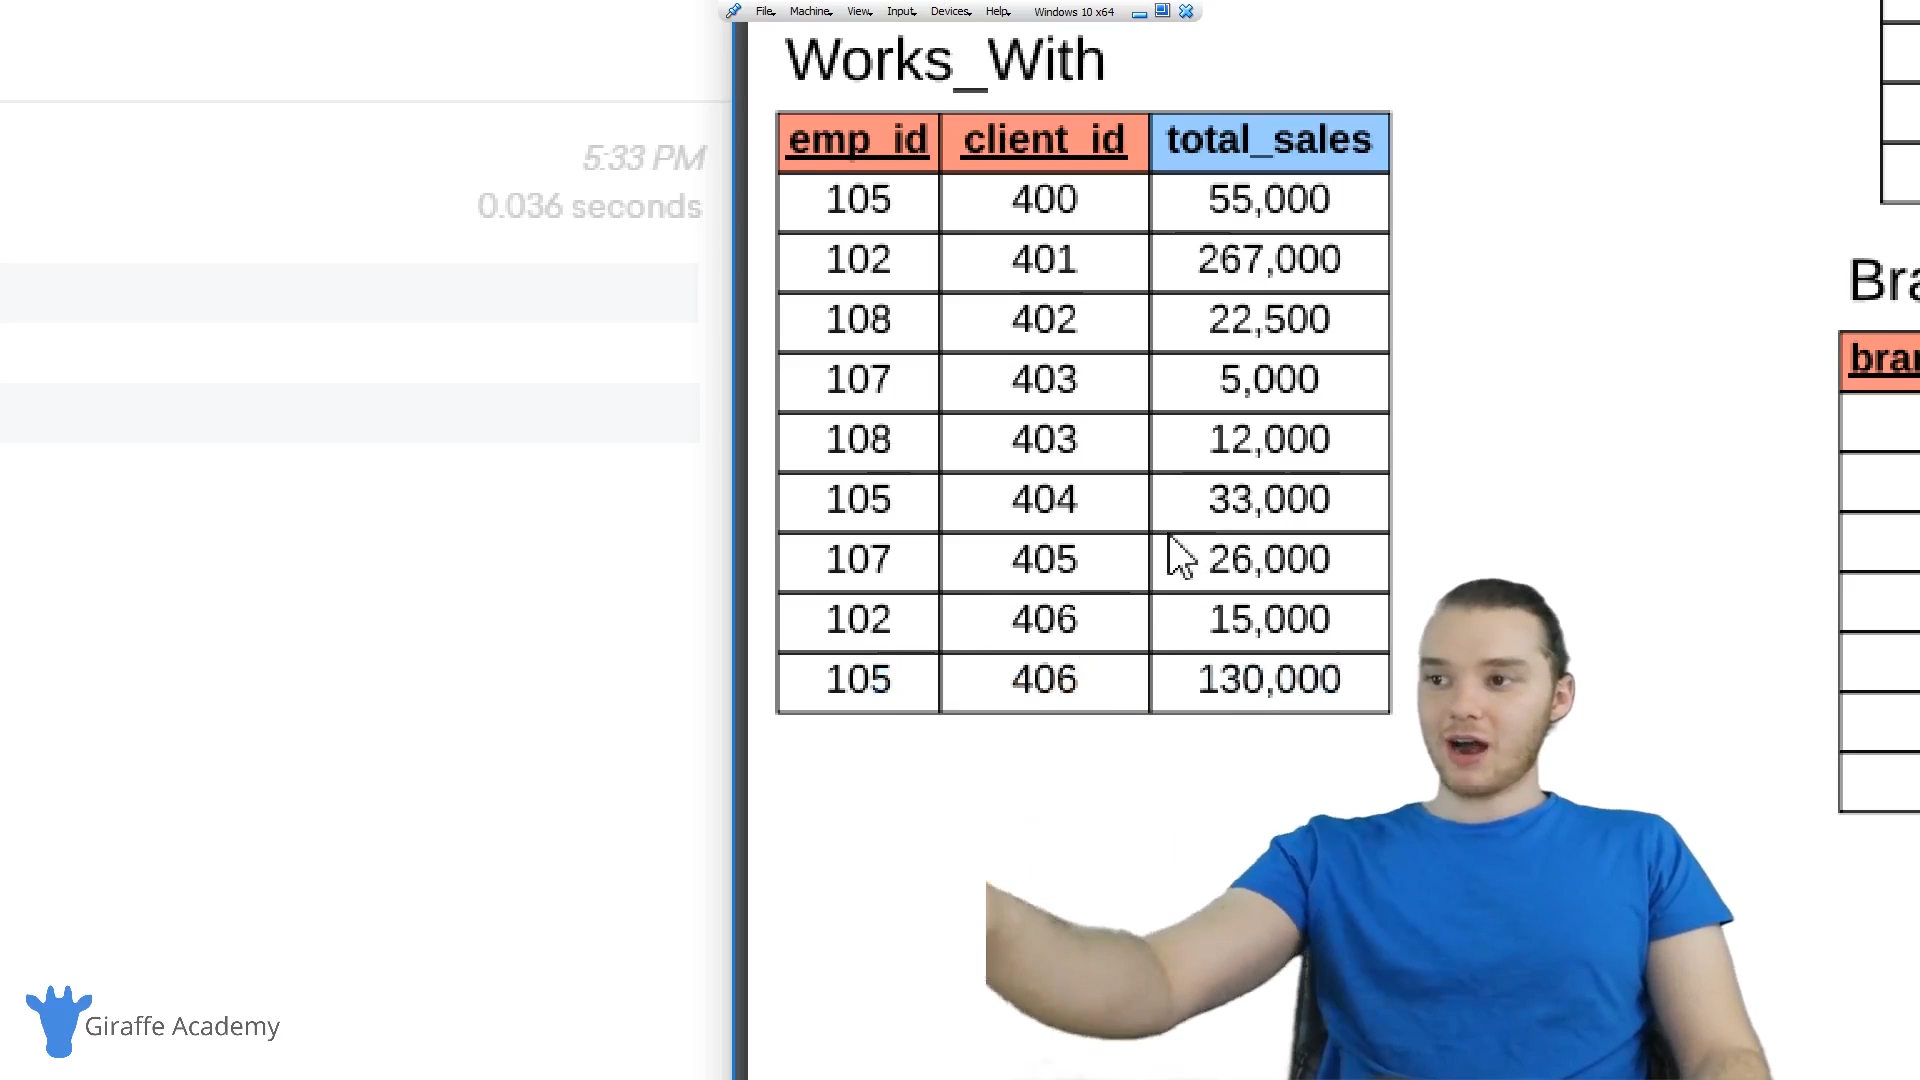 File Machine View Input Devices Help Windows 10 x64
Works_With
5:33 PM
0.036 seconds
emp_id client_id total_sales
105 400 55,000
102 401 267,000
108 402 22,500
107 403 5,000
108 403 12,000
105 404 33,000
107 405 26,000
102 406 15,000
105 406 130,000
Giraffe Academy